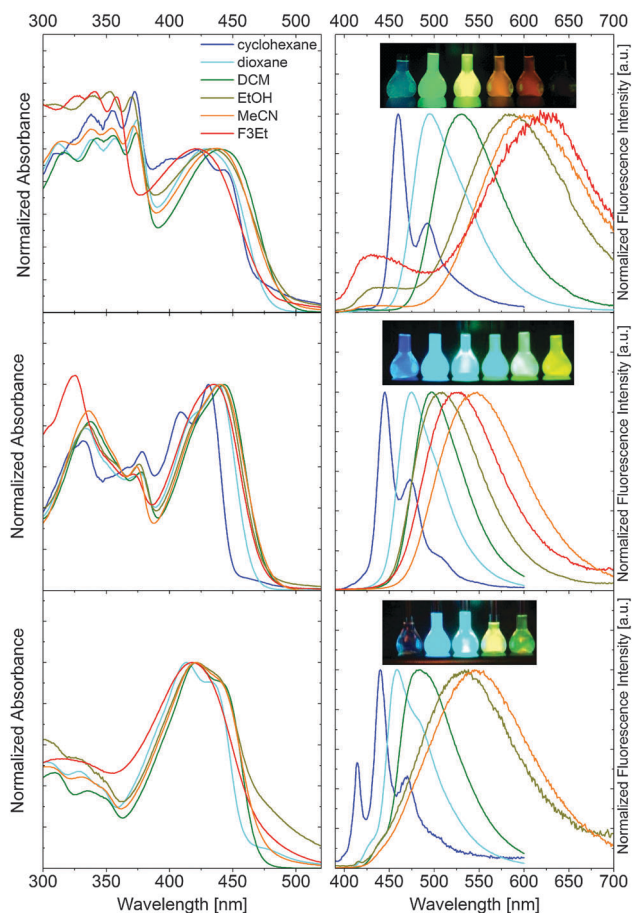 300 350 400 450 500
400 450 500 550 600 650 700
cyclohexane
dioxane
DCM
EtOH
MeCN
F3Et
Normalized Absorbance
Normalized Fluorescence Intensity [a.u.]
Normalized Absorbance
Normalized Fluorescence Intensity [a.u.]
Normalized Absorbance
Normalized Fluorescence Intensity [a.u.]
300 350 400 450 500
400 450 500 550 600 650 700
Wavelength [nm]
Wavelength [nm]